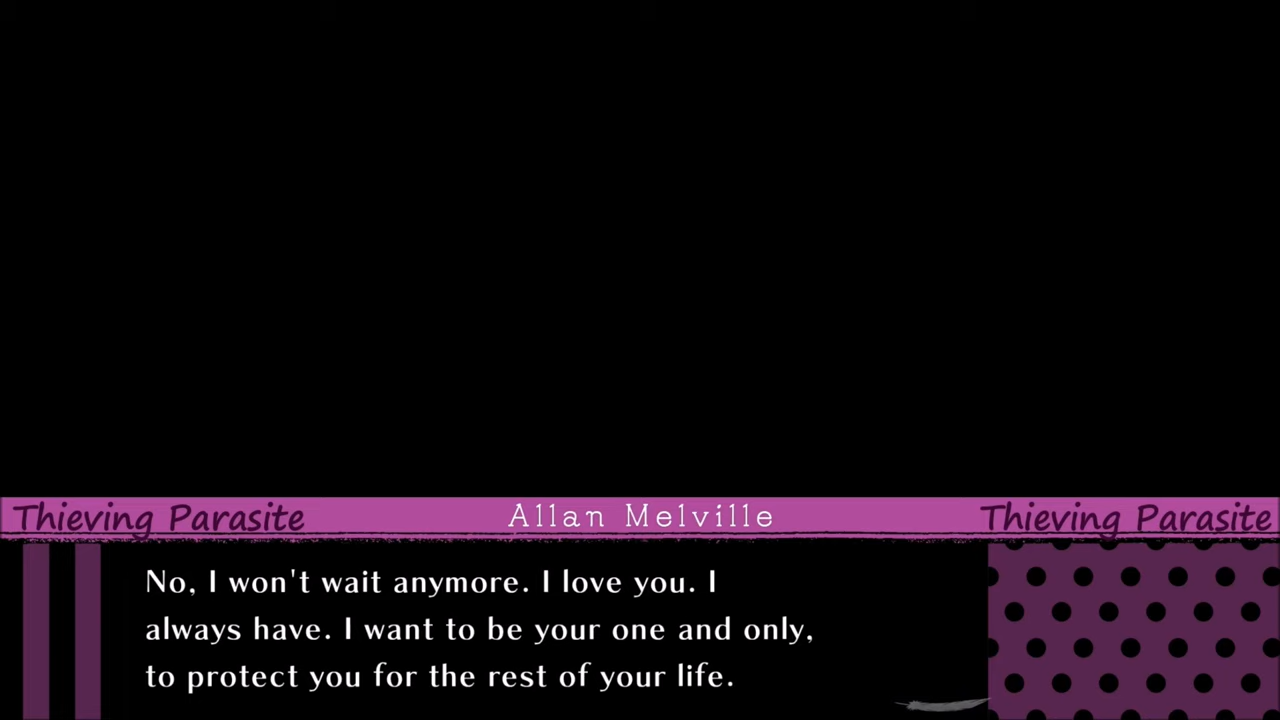 Thieving Parasite Allan Melville Thieving Parasite
No, I won't wait anymore. I love you. I
always have. I want to be your one and only,
to protect you for the rest of your life.